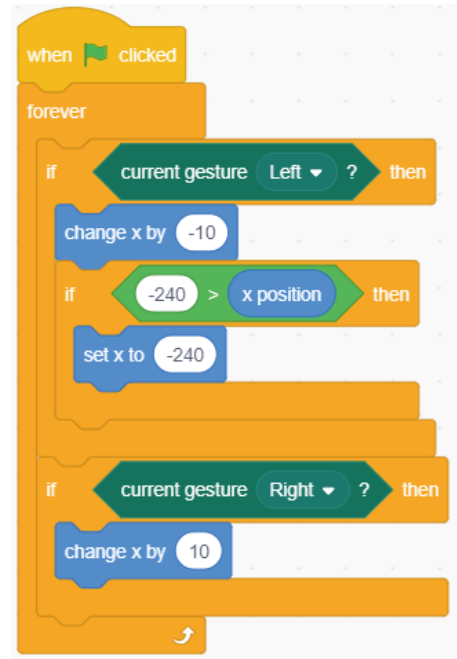 when clicked
forever
if current gesture Left ? then
change x by -10
if -240 > x position then
set x to -240
if current gesture Right ? then
change x by 10